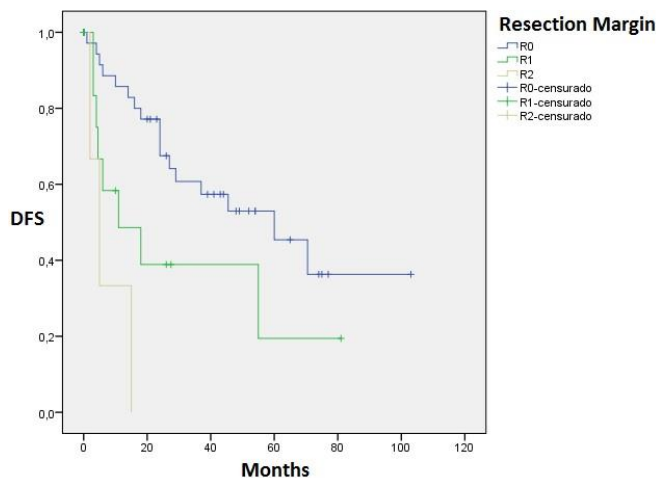 Resection Margin
R0
R1
R2
R0-censurado
R1-censurado
R2-censurado
1,0
0,8
0,6
DFS
0,4
0,2
0,0
0 20 40 60 80 100 120
Months